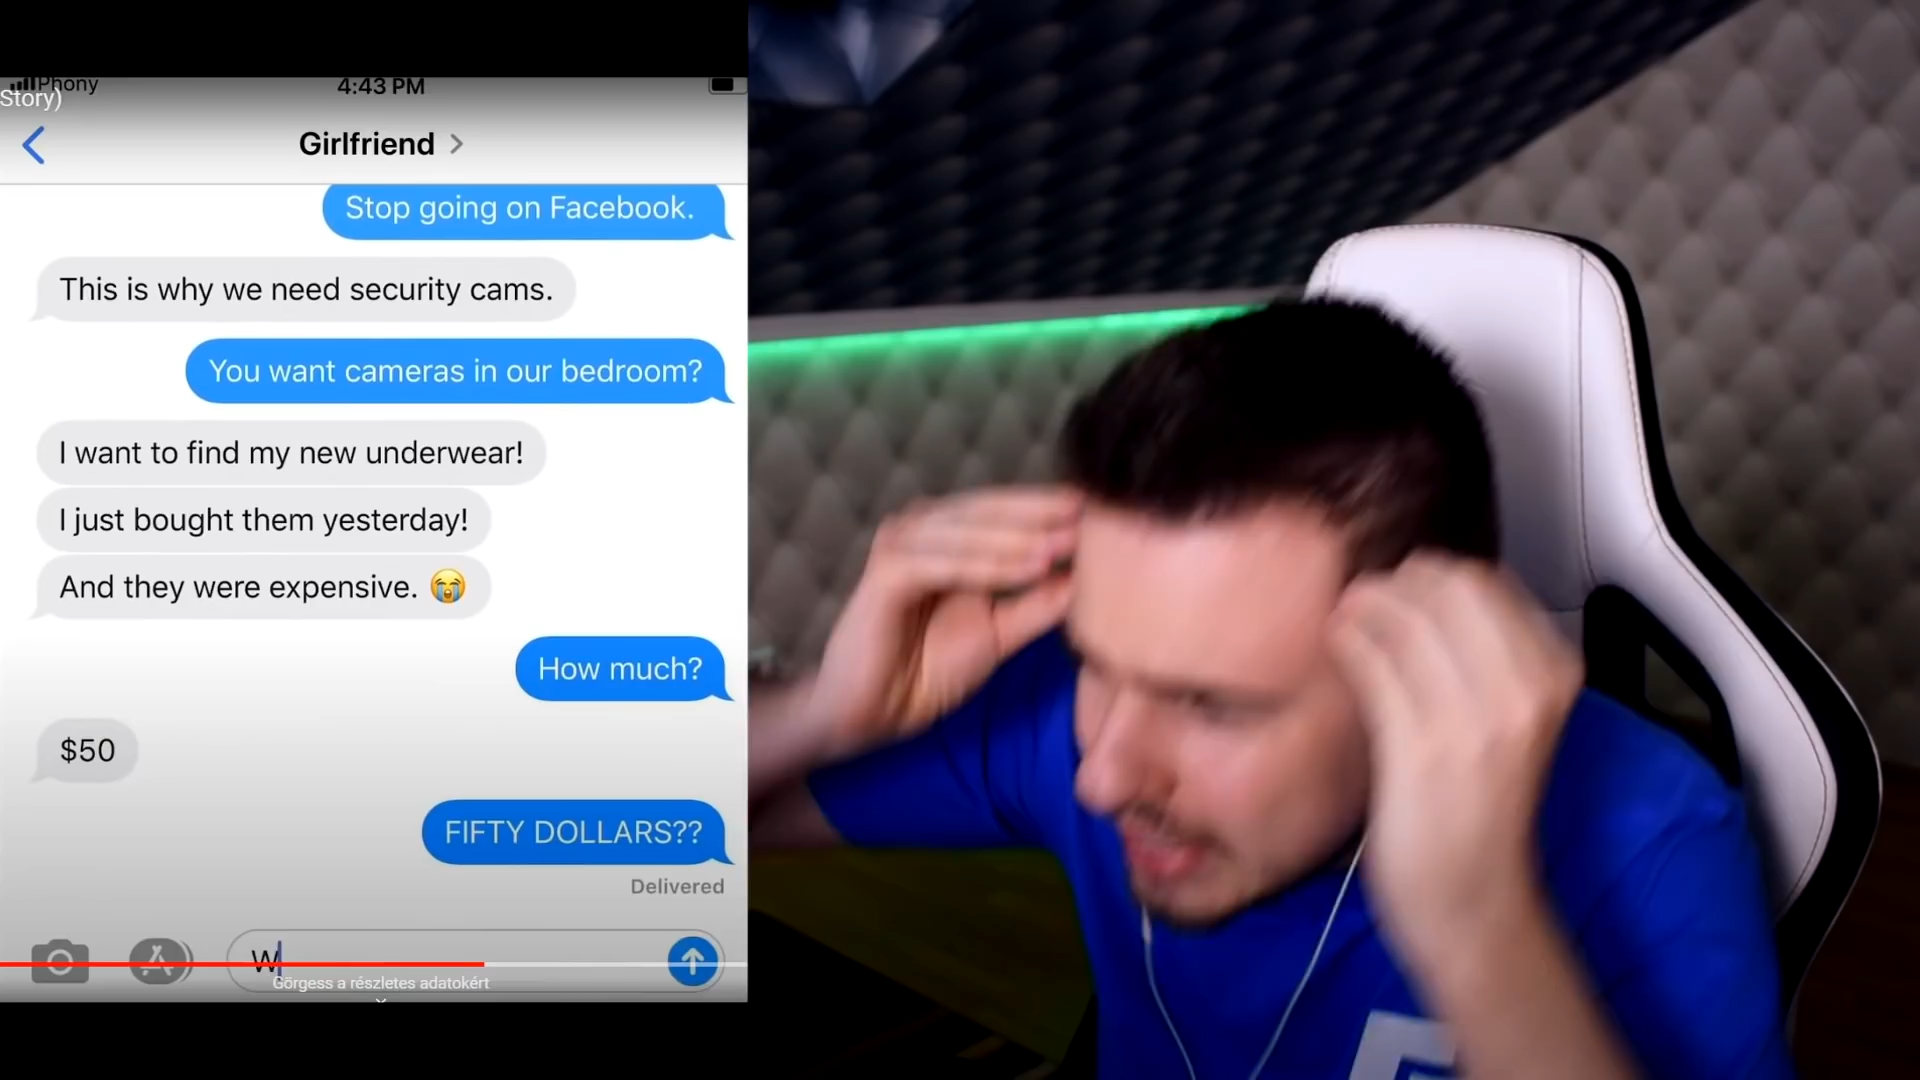 Phony
4:43 PM
Story)
Girlfriend
Stop going on Facebook.
This is why we need security cams.
You want cameras in our bedroom?
I want to find my new underwear!
I just bought them yesterday!
And they were expensive. 😭
How much?
$50
FIFTY DOLLARS??
Delivered
W
Görgess a részletes adatokért